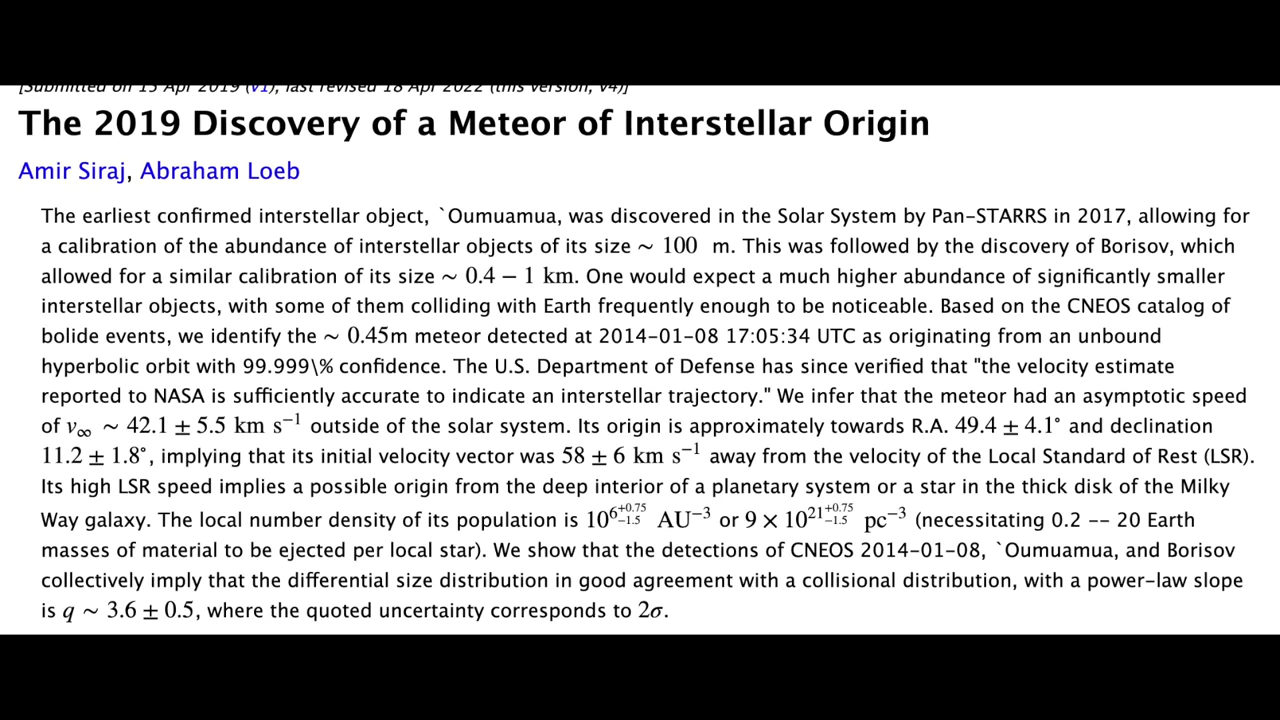 [Submitted on 15 Apr 2019 (v1), last revised 18 Apr 2022 (this version, v4)]
The 2019 Discovery of a Meteor of Interstellar Origin
Amir Siraj, Abraham Loeb
The earliest confirmed interstellar object, `Oumuamua, was discovered in the Solar System by Pan-STARRS in 2017, allowing for
a calibration of the abundance of interstellar objects of its size ∼ 100 m. This was followed by the discovery of Borisov, which
allowed for a similar calibration of its size ∼ 0.4 − 1 km. One would expect a much higher abundance of significantly smaller
interstellar objects, with some of them colliding with Earth frequently enough to be noticeable. Based on the CNEOS catalog of
bolide events, we identify the ∼ 0.45m meteor detected at 2014-01-08 17:05:34 UTC as originating from an unbound
hyperbolic orbit with 99.999\% confidence. The U.S. Department of Defense has since verified that "the velocity estimate
reported to NASA is sufficiently accurate to indicate an interstellar trajectory." We infer that the meteor had an asymptotic speed
of v∞ ∼ 42.1 ± 5.5 km s⁻¹ outside of the solar system. Its origin is approximately towards R.A. 49.4 ± 4.1° and declination
11.2 ± 1.8°, implying that its initial velocity vector was 58 ± 6 km s⁻¹ away from the velocity of the Local Standard of Rest (LSR).
Its high LSR speed implies a possible origin from the deep interior of a planetary system or a star in the thick disk of the Milky
Way galaxy. The local number density of its population is 10^{6^{+0.75}_{−1.5}} AU⁻³ or 9 × 10^{21^{+0.75}_{−1.5}} pc⁻³ (necessitating 0.2 -- 20 Earth
masses of material to be ejected per local star). We show that the detections of CNEOS 2014-01-08, `Oumuamua, and Borisov
collectively imply that the differential size distribution in good agreement with a collisional distribution, with a power-law slope
is q ∼ 3.6 ± 0.5, where the quoted uncertainty corresponds to 2σ.